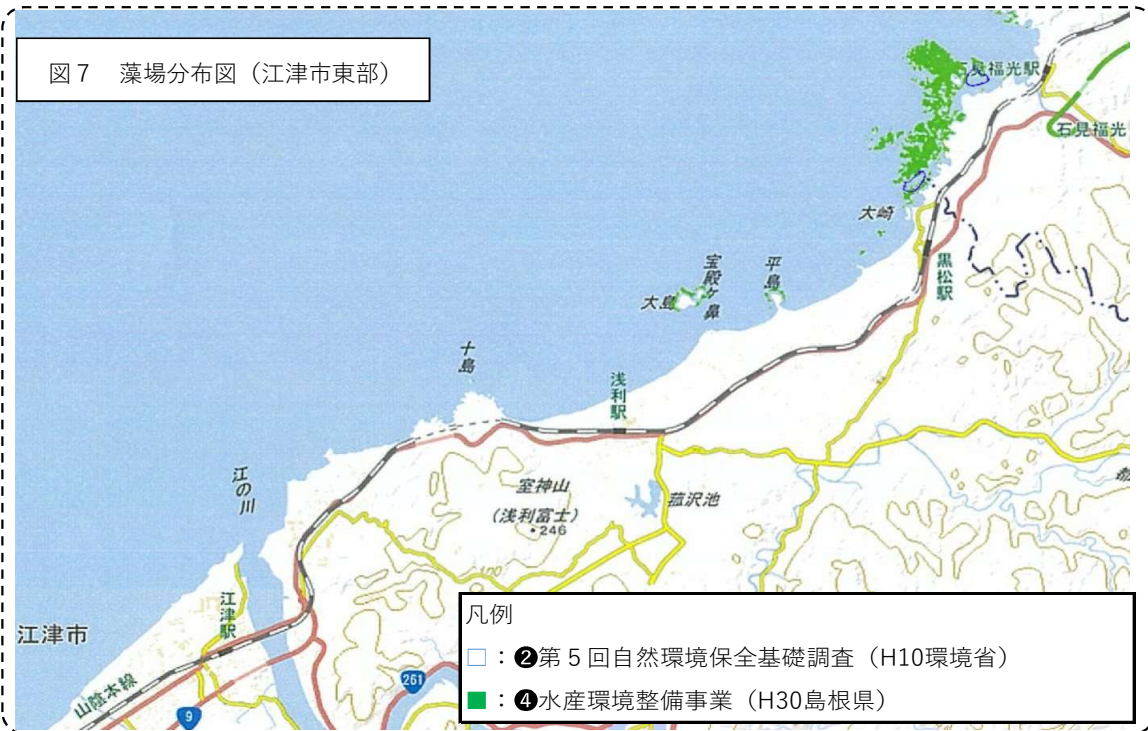 図７　藻場分布図（江津市東部）
石見福光駅
石見福光
大崎
黒松駅
宝殿ヶ鼻
平島
大島
十島
浅利駅
江の川
室神山
（浅利富士）
・246
菰沢池
100
江津駅
江津市
山陰本線
261
9
凡例
□：❷第５回自然環境保全基礎調査（H10環境省）
■：❹水産環境整備事業（H30島根県）